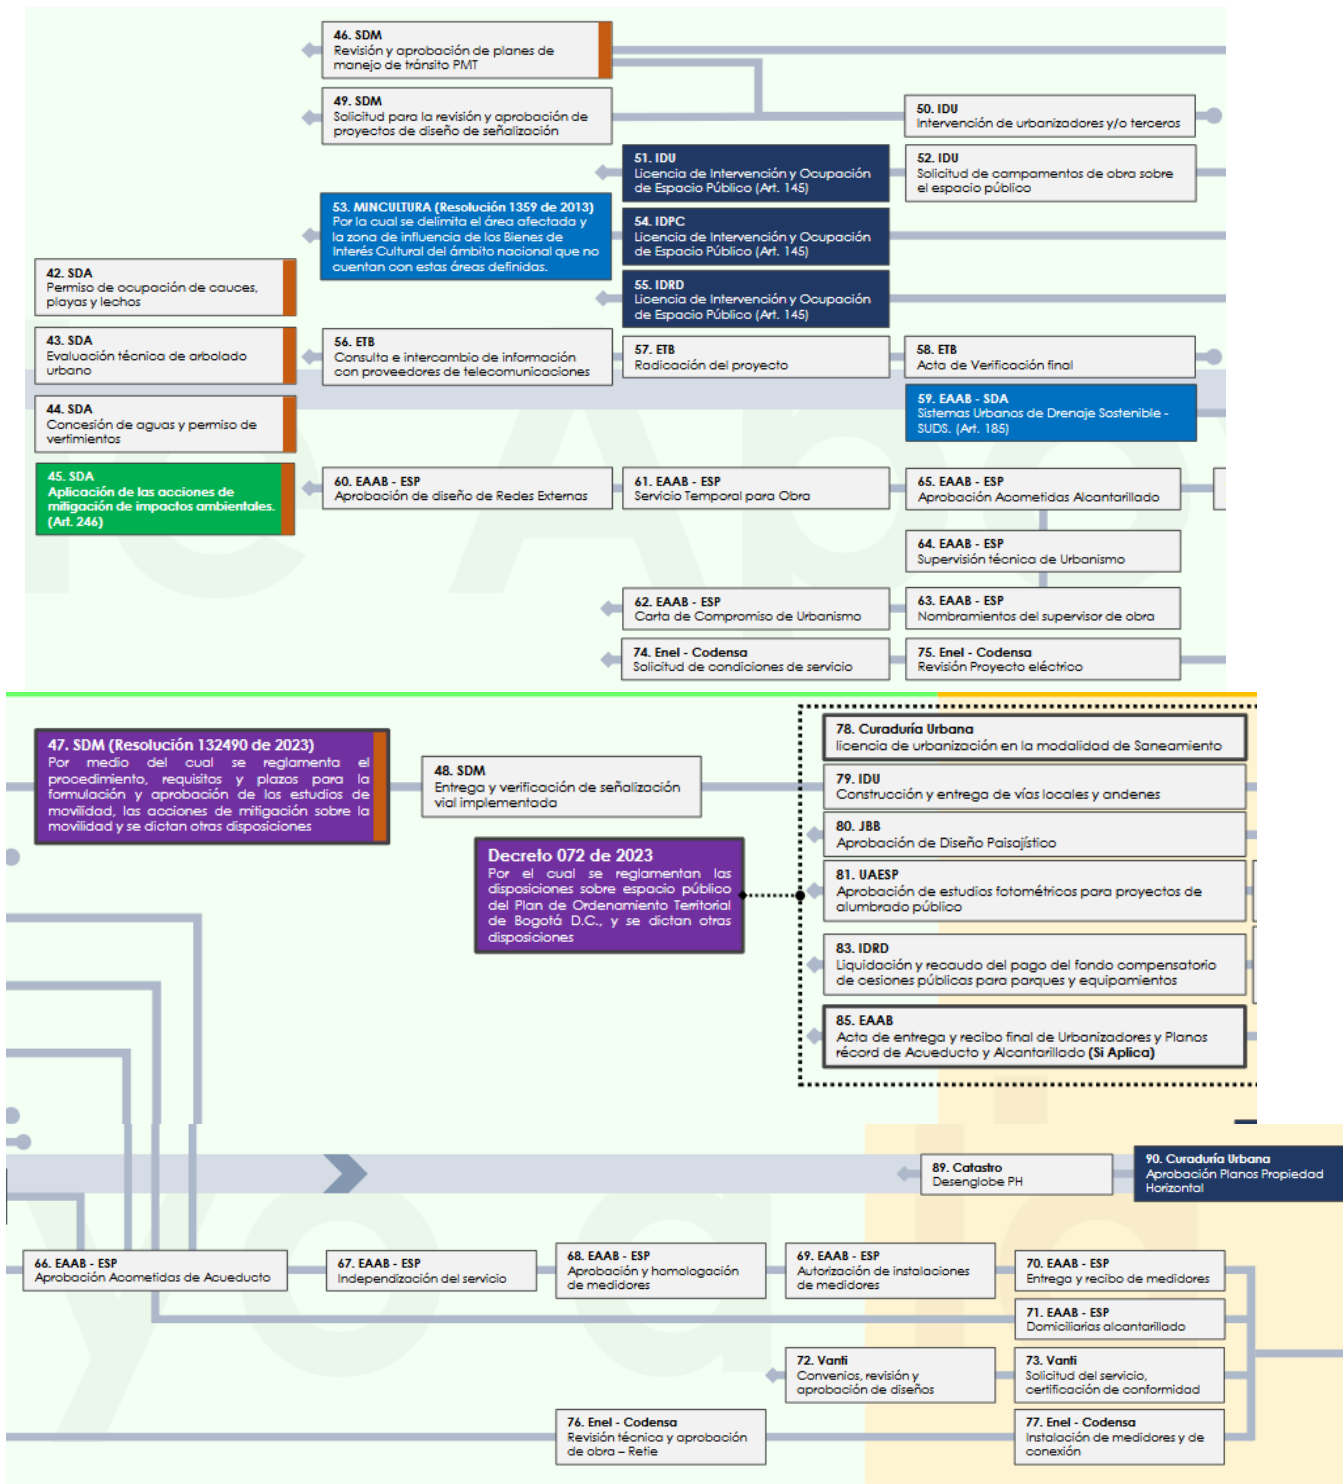 46. SDM
Revisión y aprobación de planes de
manejo de tránsito PMT
49. SDM
Solicitud para la revisión y aprobación de
proyectos de diseño de señalización
50. IDU
Intervención de urbanizadores y/o terceros
51. IDU
Licencia de Intervención y Ocupación
de Espacio Público (Art. 145)
52. IDU
Solicitud de campamentos de obra sobre
el espacio público
53. MINCULTURA (Resolución 1359 de 2013)
Por la cual se delimita el área afectada y
la zona de influencia de los Bienes de
Interés Cultural del ámbito nacional que no
cuentan con estas áreas definidas.
54. IDPC
Licencia de Intervención y Ocupación
de Espacio Público (Art. 145)
42. SDA
Permiso de ocupación de cauces,
playas y lechos
55. IDRD
Licencia de Intervención y Ocupación
de Espacio Público (Art. 145)
43. SDA
Evaluación técnica de arbolado
urbano
56. ETB
Consulta e intercambio de información
con proveedores de telecomunicaciones
57. ETB
Radicación del proyecto
58. ETB
Acta de Verificación final
44. SDA
Concesión de aguas y permiso de
vertimientos
59. EAAB - SDA
Sistemas Urbanos de Drenaje Sostenible -
SUDS. (Art. 185)
45. SDA
Aplicación de las acciones de
mitigación de impactos ambientales.
(Art. 246)
60. EAAB - ESP
Aprobación de diseño de Redes Externas
61. EAAB - ESP
Servicio Temporal para Obra
65. EAAB - ESP
Aprobación Acometidas Alcantarillado
64. EAAB - ESP
Supervisión técnica de Urbanismo
62. EAAB - ESP
Carta de Compromiso de Urbanismo
63. EAAB - ESP
Nombramientos del supervisor de obra
74. Enel - Codensa
Solicitud de condiciones de servicio
75. Enel - Codensa
Revisión Proyecto eléctrico
47. SDM (Resolución 132490 de 2023)
Por medio del cual se reglamenta el
procedimiento, requisitos y plazos para la
formulación y aprobación de los estudios de
movilidad, las acciones de mitigación sobre la
movilidad y se dictan otras disposiciones
48. SDM
Entrega y verificación de señalización
vial implementada
Decreto 072 de 2023
Por el cual se reglamentan las
disposiciones sobre espacio público
del Plan de Ordenamiento Territorial
de Bogotá D.C., y se dictan otras
disposiciones
78. Curaduría Urbana
licencia de urbanización en la modalidad de Saneamiento
79. IDU
Construcción y entrega de vías locales y andenes
80. JBB
Aprobación de Diseño Paisajístico
81. UAESP
Aprobación de estudios fotométricos para proyectos de
alumbrado público
83. IDRD
Liquidación y recaudo del pago del fondo compensatorio
de cesiones públicas para parques y equipamientos
85. EAAB
Acta de entrega y recibo final de Urbanizadores y Planos
récord de Acueducto y Alcantarillado (Si Aplica)
89. Catastro
Desenglobe PH
90. Curaduría Urbana
Aprobación Planos Propiedad
Horizontal
66. EAAB - ESP
Aprobación Acometidas de Acueducto
67. EAAB - ESP
Independización del servicio
68. EAAB - ESP
Aprobación y homologación
de medidores
69. EAAB - ESP
Autorización de instalaciones
de medidores
70. EAAB - ESP
Entrega y recibo de medidores
71. EAAB - ESP
Domiciliarias alcantarillado
72. Vanti
Convenios, revisión y
aprobación de diseños
73. Vanti
Solicitud del servicio,
certificación de conformidad
76. Enel - Codensa
Revisión técnica y aprobación
de obra – Retie
77. Enel - Codensa
Instalación de medidores y de
conexión